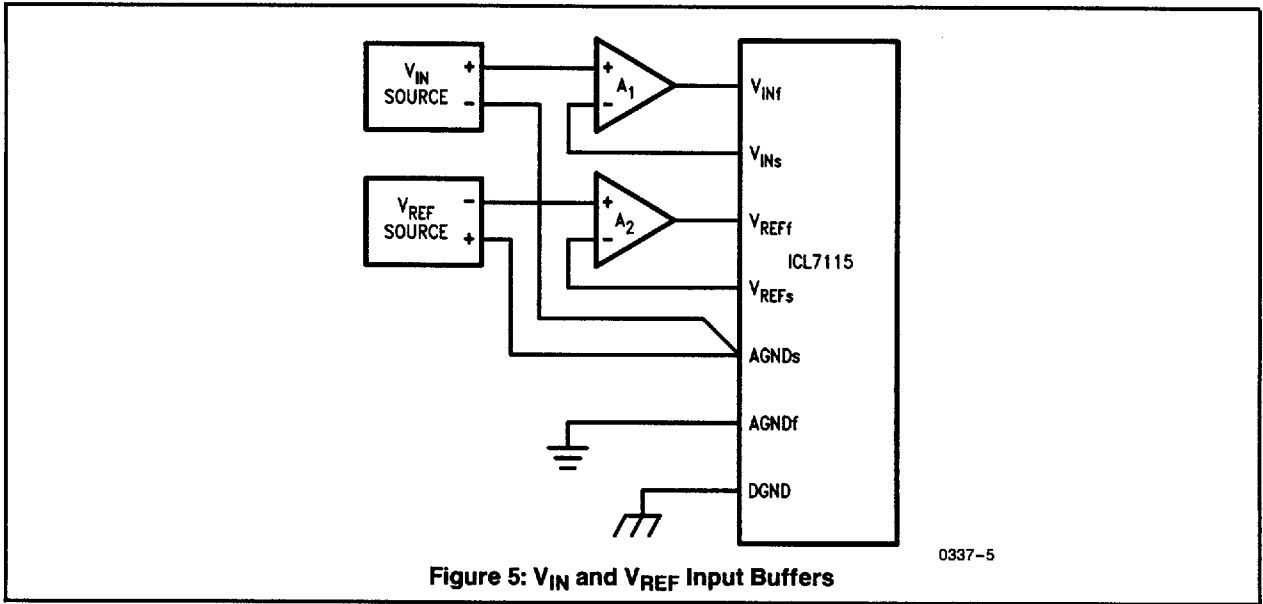 V_IN + 
SOURCE -
V_REF -
SOURCE +
+ A_1
-
+ A_2
-
V_INf
V_INs
V_REFf
ICL7115
V_REFs
AGNDs
AGNDf
DGND
0337-5
Figure 5: V_IN and V_REF Input Buffers